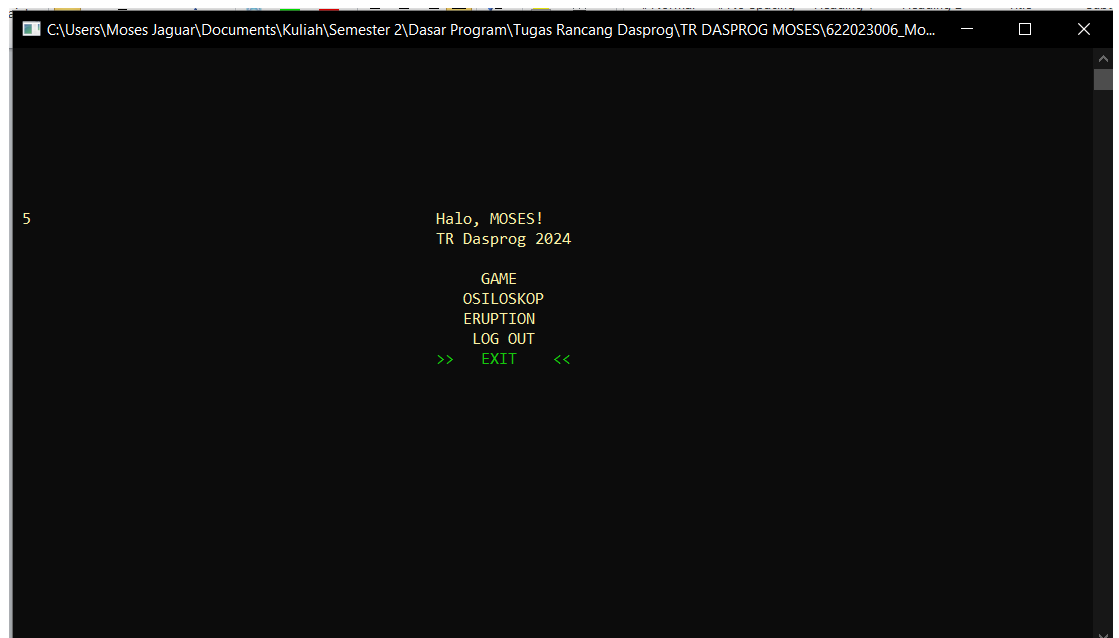 C:\Users\Moses Jaguar\Documents\Kuliah\Semester 2\Dasar Program\Tugas Rancang Dasprog\TR DASPROG MOSES\622023006_Mo...
5 Halo, MOSES!
TR Dasprog 2024
GAME
OSILOSKOP
ERUPTION
LOG OUT
>> EXIT <<